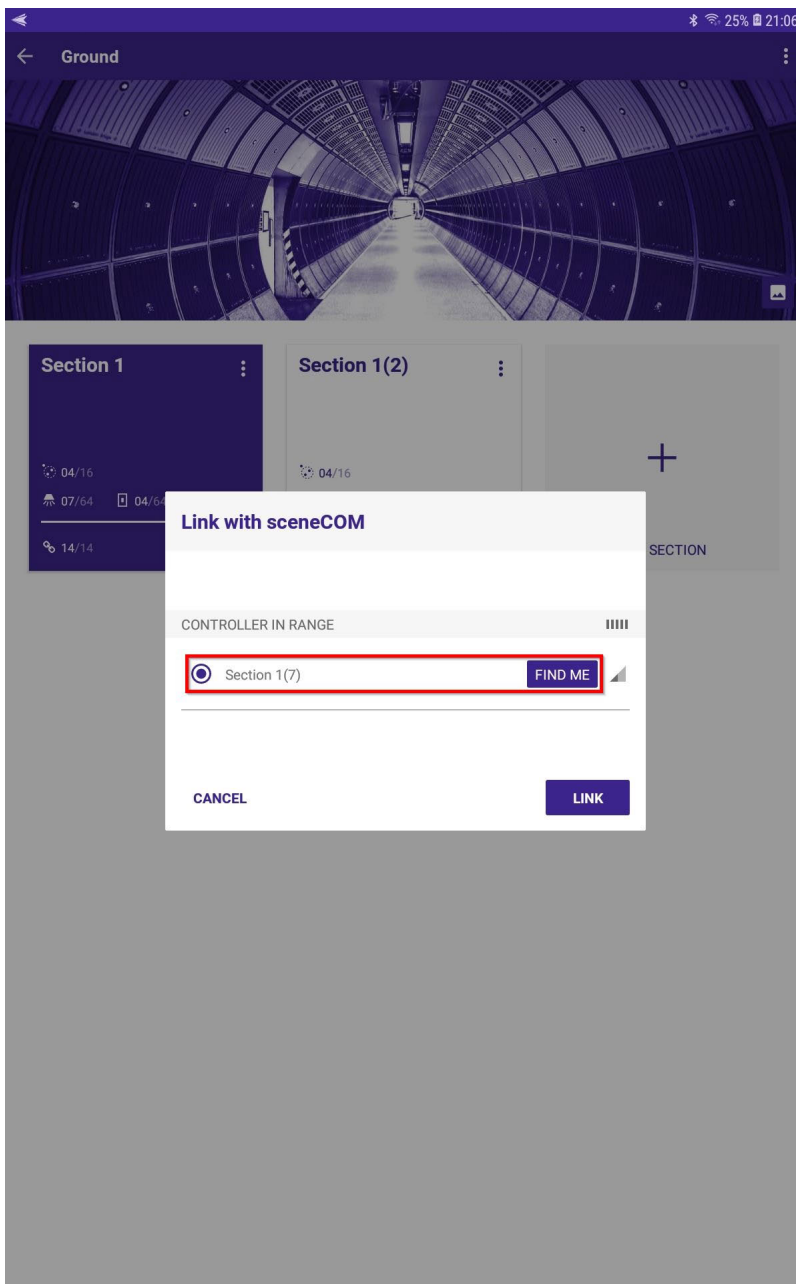 25% 21:06
Ground
Section 1
Section 1(2)
04/16
04/16
07/64 04/64
14/14
SECTION
Link with sceneCOM
CONTROLLER IN RANGE
Section 1(7) FIND ME
CANCEL LINK